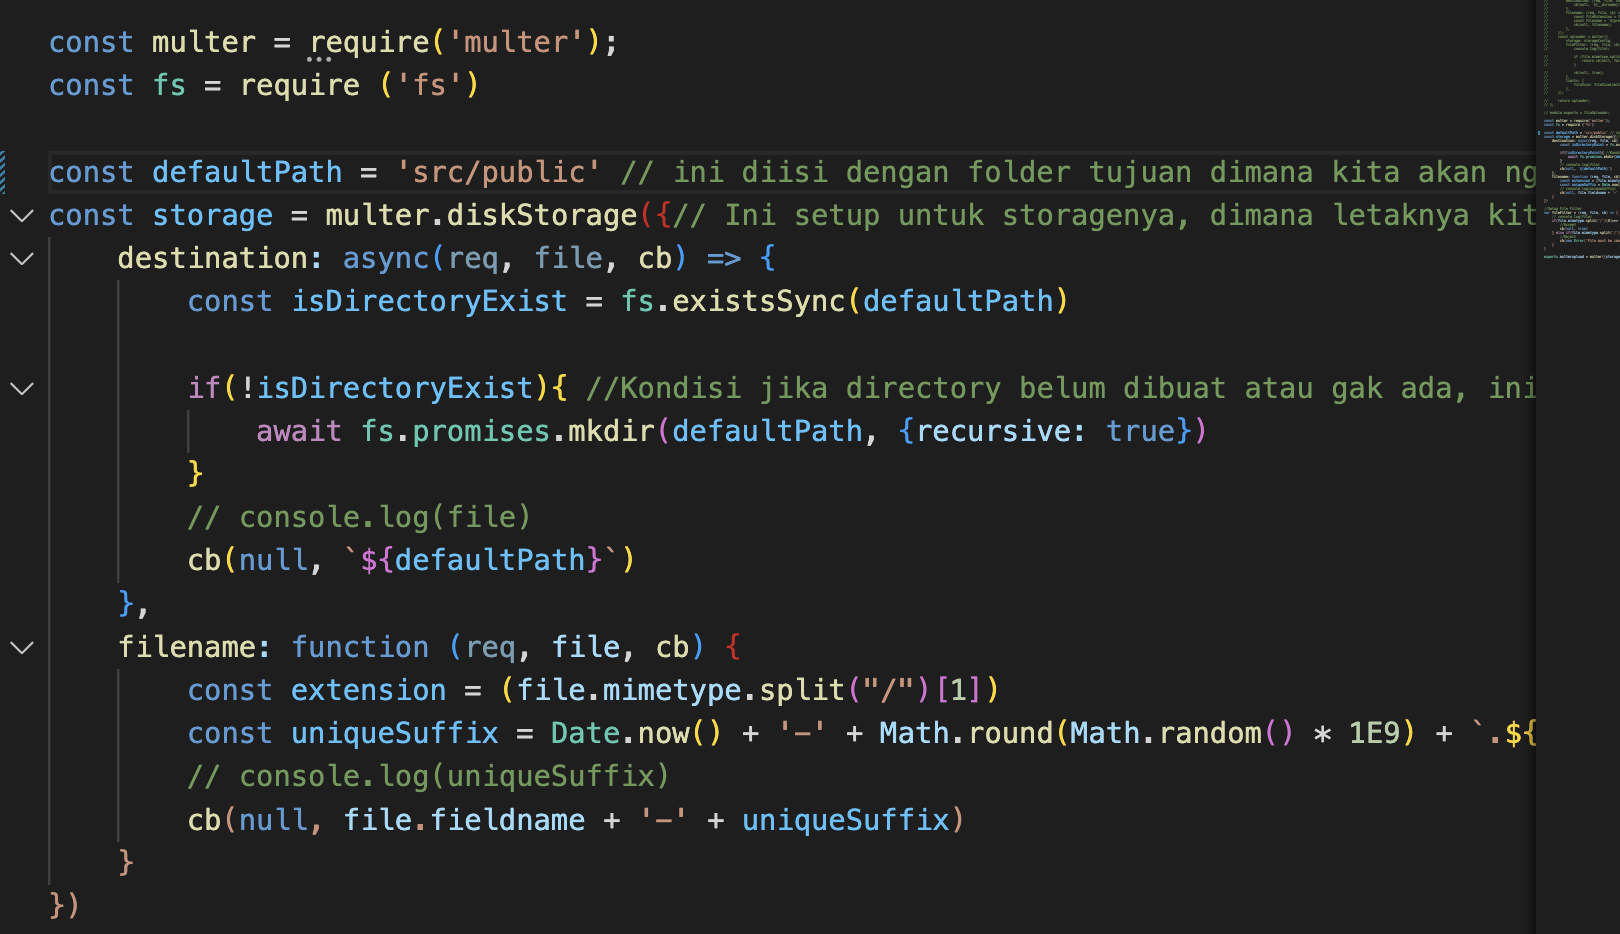 const multer = require('multer');
const fs = require ('fs')
const defaultPath = 'src/public' // ini diisi dengan folder tujuan dimana kita akan ng
const storage = multer.diskStorage({// Ini setup untuk storagenya, dimana letaknya kit
destination: async(req, file, cb) => {
const isDirectoryExist = fs.existsSync(defaultPath)
if(!isDirectoryExist){ //Kondisi jika directory belum dibuat atau gak ada, ini
await fs.promises.mkdir(defaultPath, {recursive: true})
}
// console.log(file)
cb(null, `${defaultPath}`)
},
filename: function (req, file, cb) {
const extension = (file.mimetype.split("/")[1])
const uniqueSuffix = Date.now() + '-' + Math.round(Math.random() * 1E9) + `.${
// console.log(uniqueSuffix)
cb(null, file.fieldname + '-' + uniqueSuffix)
}
})